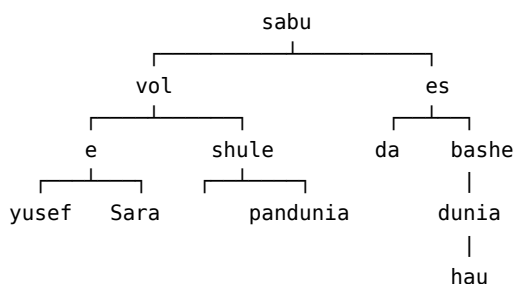 sabu
vol es
e shule da bashe
yusef Sara pandunia dunia
hau